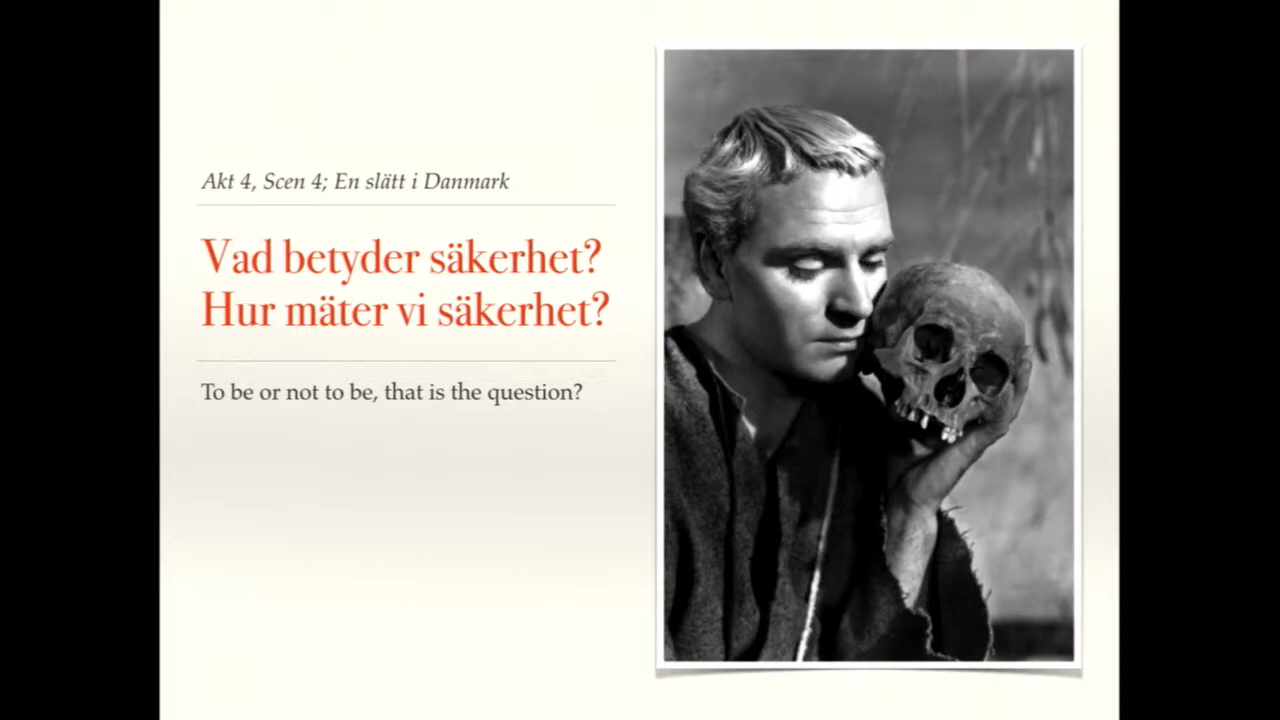 Akt 4, Scen 4; En slätt i Danmark
Vad betyder säkerhet?
Hur mäter vi säkerhet?
To be or not to be, that is the question?